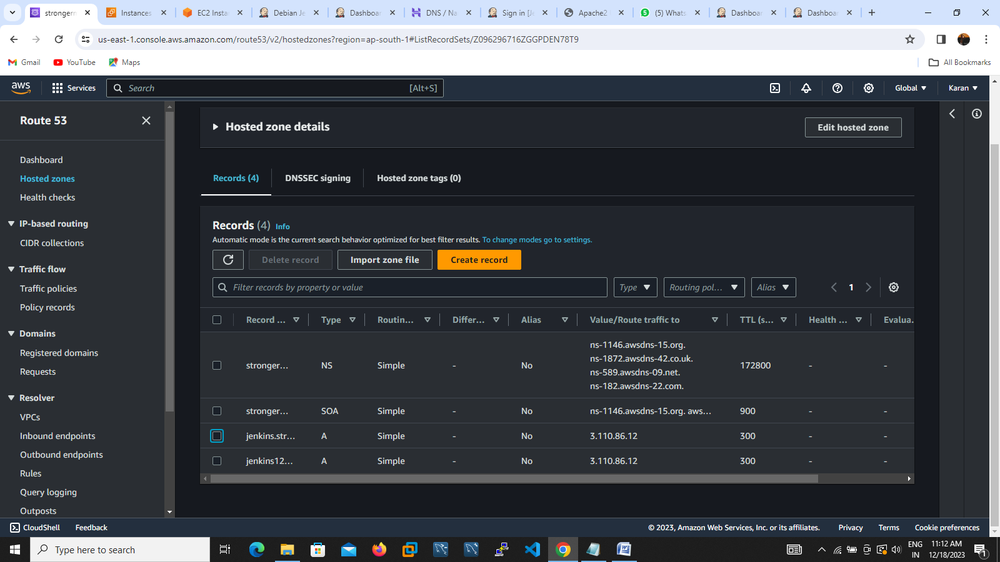 strongerm
Instances
EC2 Instan
Debian Je
Dashboar
DNS / Na
Sign in [Je
Apache2
(5) Whats
Dashboar
Dashboar
us-east-1.console.aws.amazon.com/route53/v2/hostedzones?region=ap-south-1#ListRecordSets/Z096296716ZGGPDEN78T9
Gmail
YouTube
Maps
All Bookmarks
aws
Services
Search
[Alt+S]
Global
Karan
Route 53
Dashboard
Hosted zones
Health checks
IP-based routing
CIDR collections
Traffic flow
Traffic policies
Policy records
Domains
Registered domains
Requests
Resolver
VPCs
Inbound endpoints
Outbound endpoints
Rules
Query logging
Outposts
Hosted zone details
Edit hosted zone
Records (4)
DNSSEC signing
Hosted zone tags (0)
Records (4) Info
Automatic mode is the current search behavior optimized for best filter results. To change modes go to settings.
Delete record
Import zone file
Create record
Filter records by property or value
Type
Routing pol...
Alias
1
Record ...
Type
Routin...
Differ...
Alias
Value/Route traffic to
TTL (s...
Health ...
Evalua.
stronger...
NS
Simple
-
No
ns-1146.awsdns-15.org.
ns-1872.awsdns-42.co.uk.
ns-589.awsdns-09.net.
ns-182.awsdns-22.com.
172800
-
-
stronger...
SOA
Simple
-
No
ns-1146.awsdns-15.org. aws...
900
-
-
jenkins.str...
A
Simple
-
No
3.110.86.12
300
-
-
jenkins12...
A
Simple
-
No
3.110.86.12
300
-
-
CloudShell
Feedback
© 2023, Amazon Web Services, Inc. or its affiliates.
Privacy
Terms
Cookie preferences
Type here to search
ENG
IN
11:12 AM
12/18/2023
1